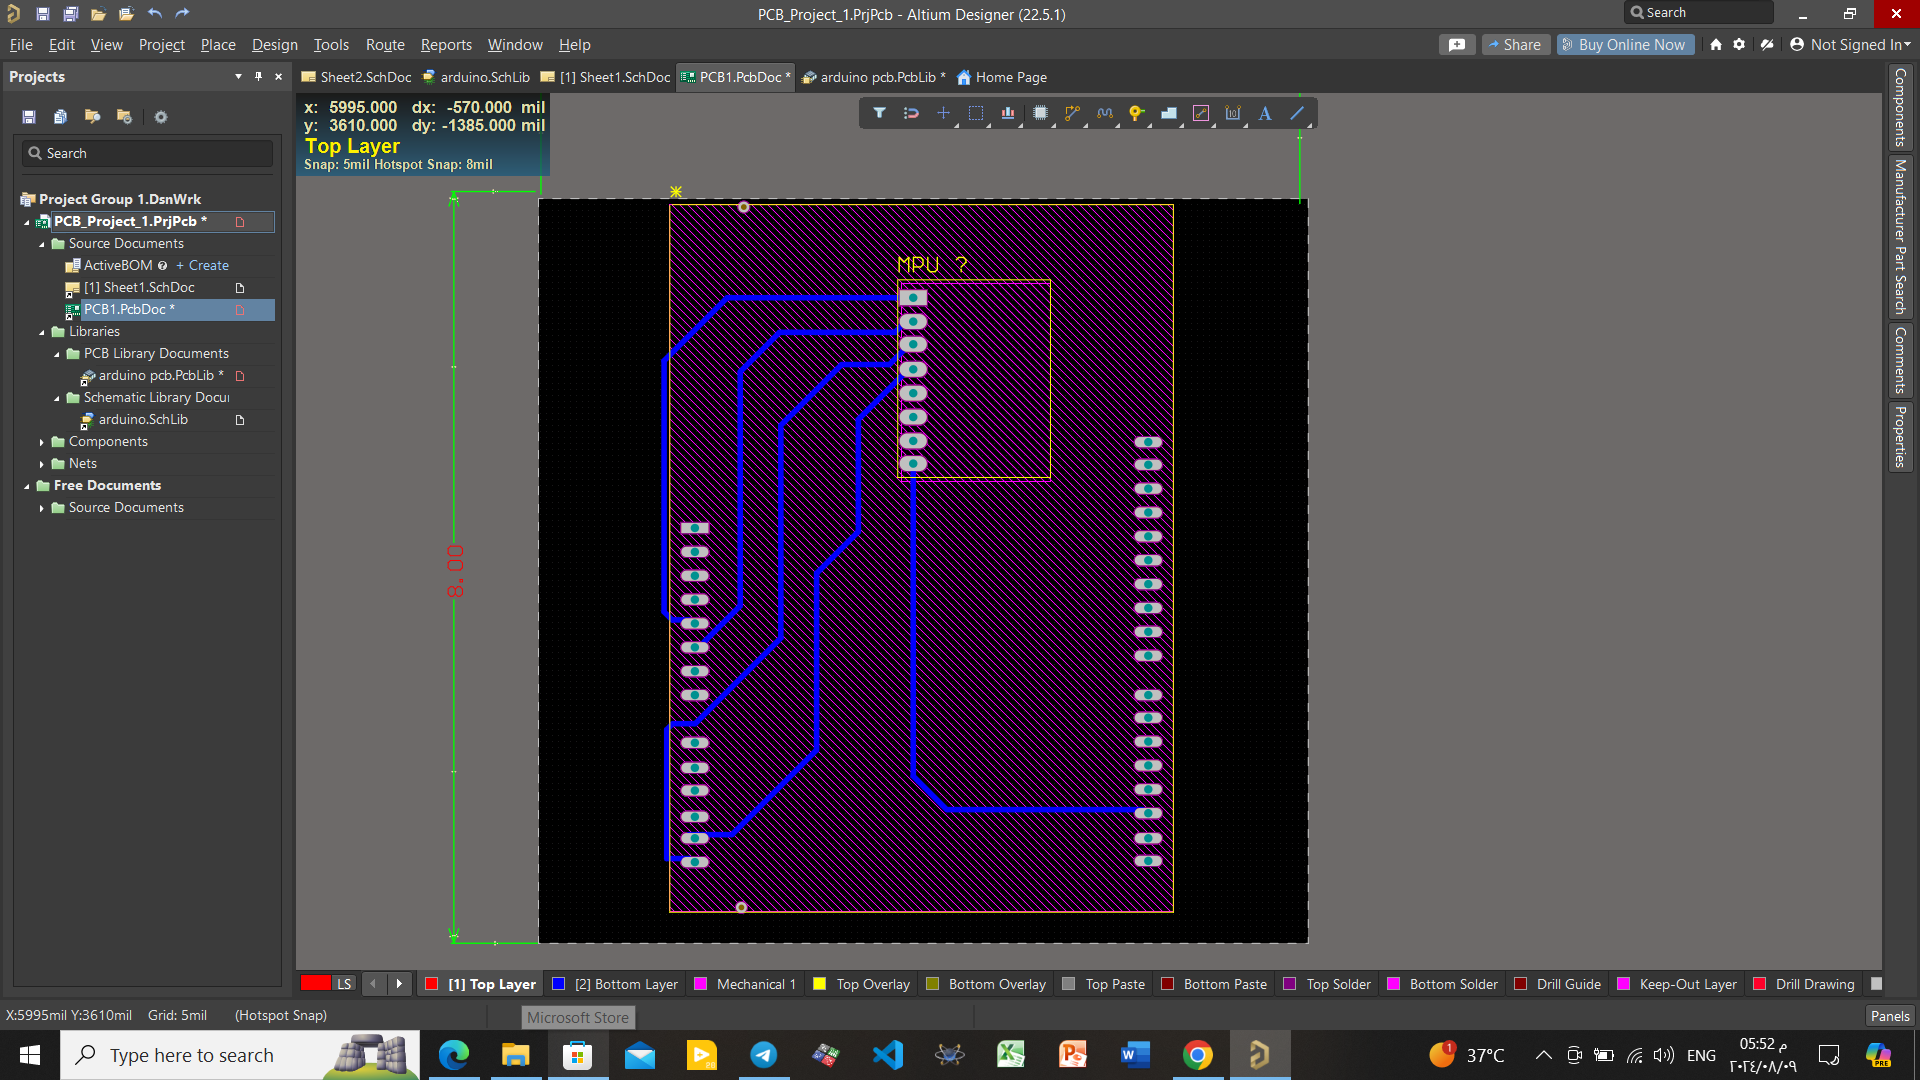 PCB_Project_1.PrjPcb - Altium Designer (22.5.1)
Search
File Edit View Project Place Design Tools Route Reports Window Help
Share Buy Online Now Not Signed In
Projects
Sheet2.SchDoc arduino.SchLib [1] Sheet1.SchDoc PCB1.PcbDoc * arduino pcb.PcbLib * Home Page
x: 5995.000 dx: -570.000 mil
y: 3610.000 dy: -1385.000 mil
Top Layer
Snap: 5mil Hotspot Snap: 8mil
Search
Project Group 1.DsnWrk
PCB_Project_1.PrjPcb *
Source Documents
ActiveBOM + Create
[1] Sheet1.SchDoc
PCB1.PcbDoc *
Libraries
PCB Library Documents
arduino pcb.PcbLib *
Schematic Library Docu
arduino.SchLib
Components
Nets
Free Documents
Source Documents
MPU ?
8.00
Components
Manufacturer Part Search
Comments
Properties
LS [1] Top Layer [2] Bottom Layer Mechanical 1 Top Overlay Bottom Overlay Top Paste Bottom Paste Top Solder Bottom Solder Drill Guide Keep-Out Layer Drill Drawing
X:5995mil Y:3610mil Grid: 5mil (Hotspot Snap)
Microsoft Store
Panels
Type here to search
1 37°C ENG
05:52 م
٢٠٢٤/٠٨/٠٩
PRE